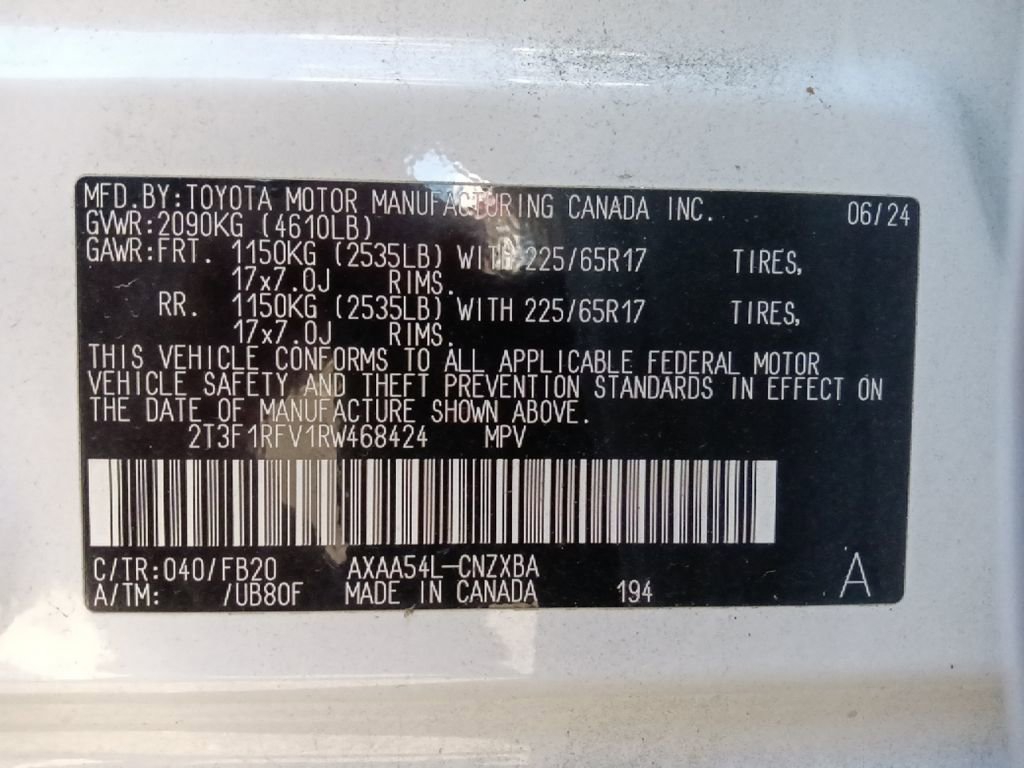 MFD.BY:TOYOTA MOTOR MANUFACTURING CANADA INC. 06/24
GVWR:2090KG (4610LB)
GAWR:FRT. 1150KG (2535LB) WITH 225/65R17 TIRES,
17x7.0J RIMS.
RR. 1150KG (2535LB) WITH 225/65R17 TIRES,
17x7.0J RIMS.
THIS VEHICLE CONFORMS TO ALL APPLICABLE FEDERAL MOTOR
VEHICLE SAFETY AND THEFT PREVENTION STANDARDS IN EFFECT ON
THE DATE OF MANUFACTURE SHOWN ABOVE.
2T3F1RFV1RW468424 MPV
C/TR:040/FB20 AXAA54L-CNZXBA
A/TM: /UB80F MADE IN CANADA 194 A